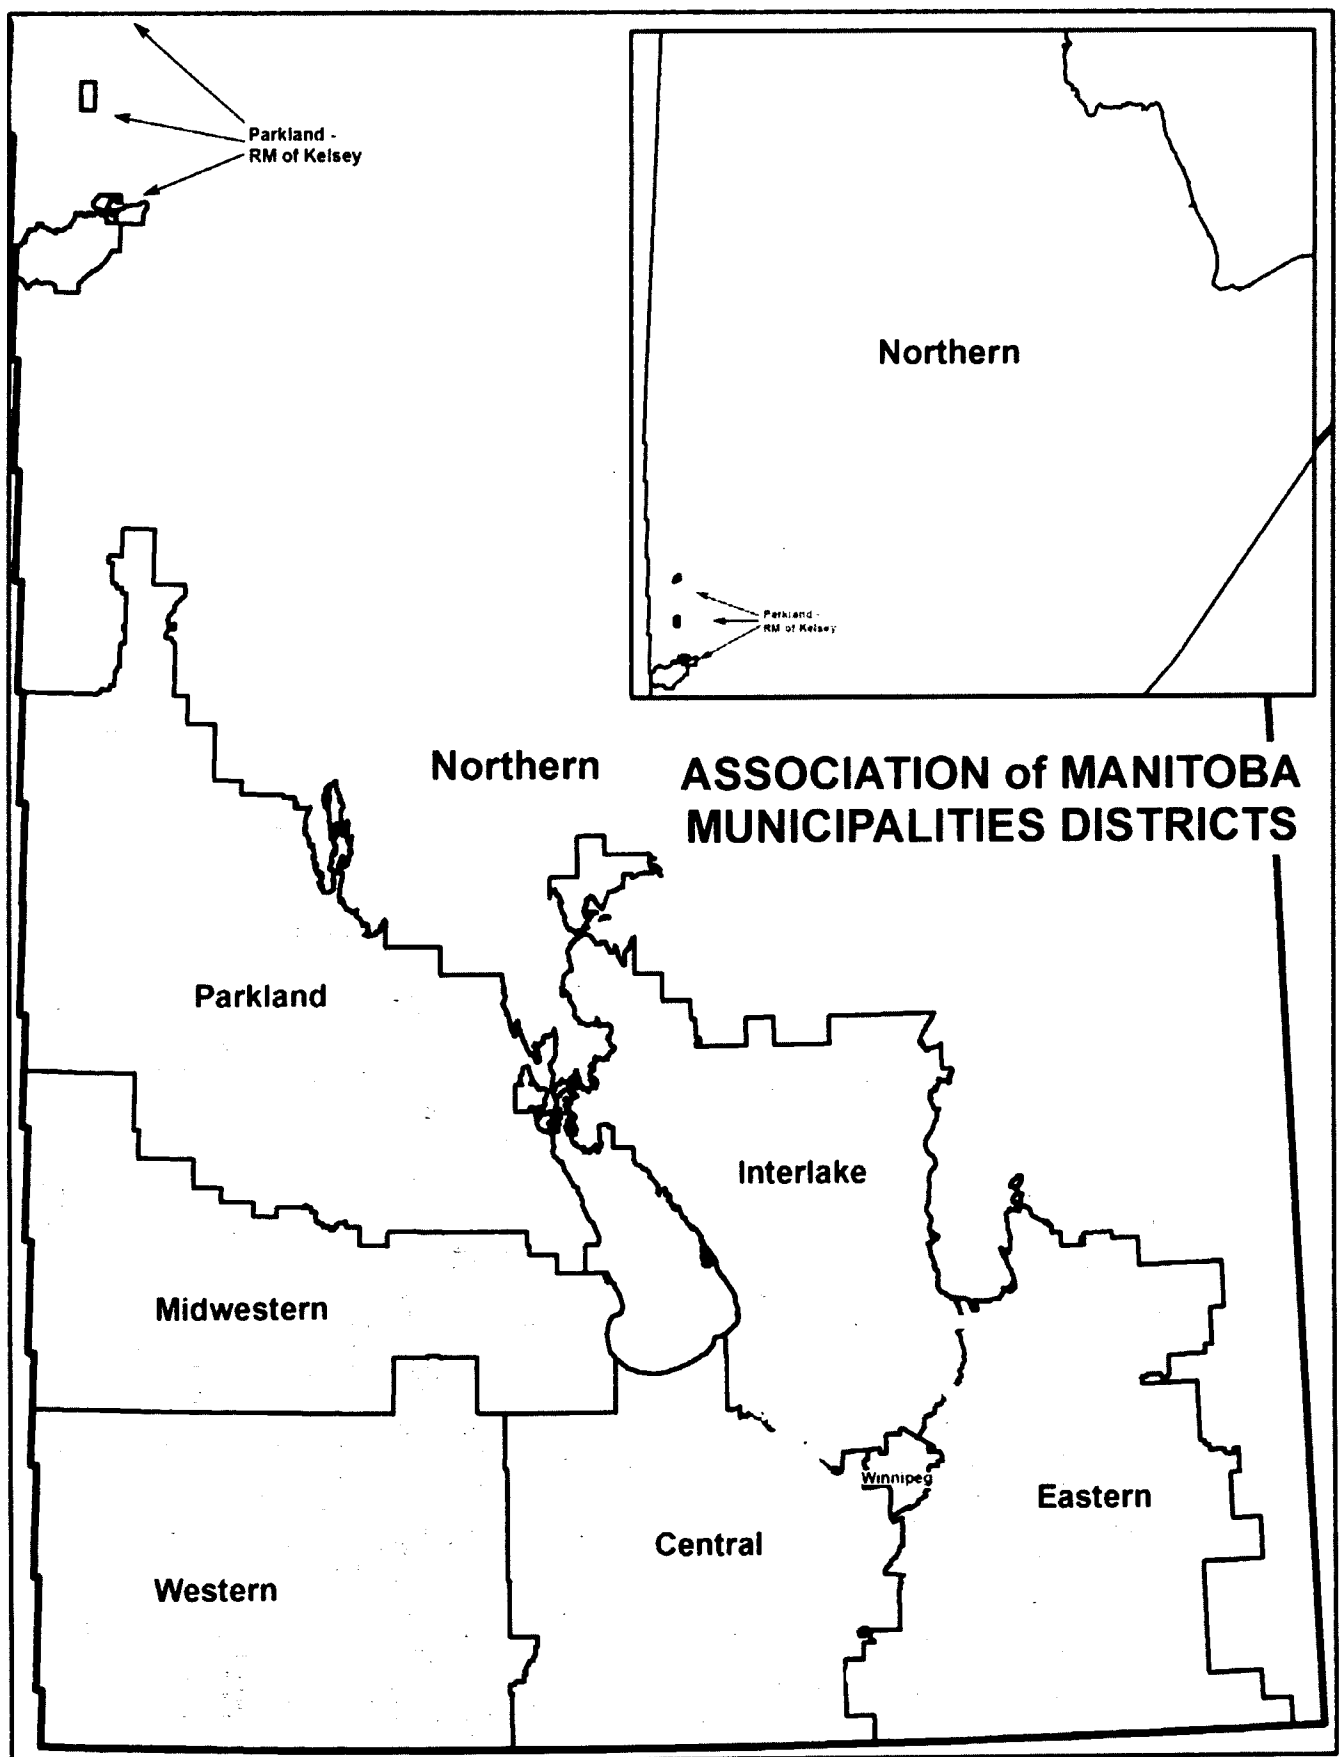 Parkland -
RM of Kelsey
Northern
Parkland -
RM of Kelsey
Northern
ASSOCIATION of MANITOBA
MUNICIPALITIES DISTRICTS
Parkland
Interlake
Midwestern
Winnipeg
Eastern
Central
Western